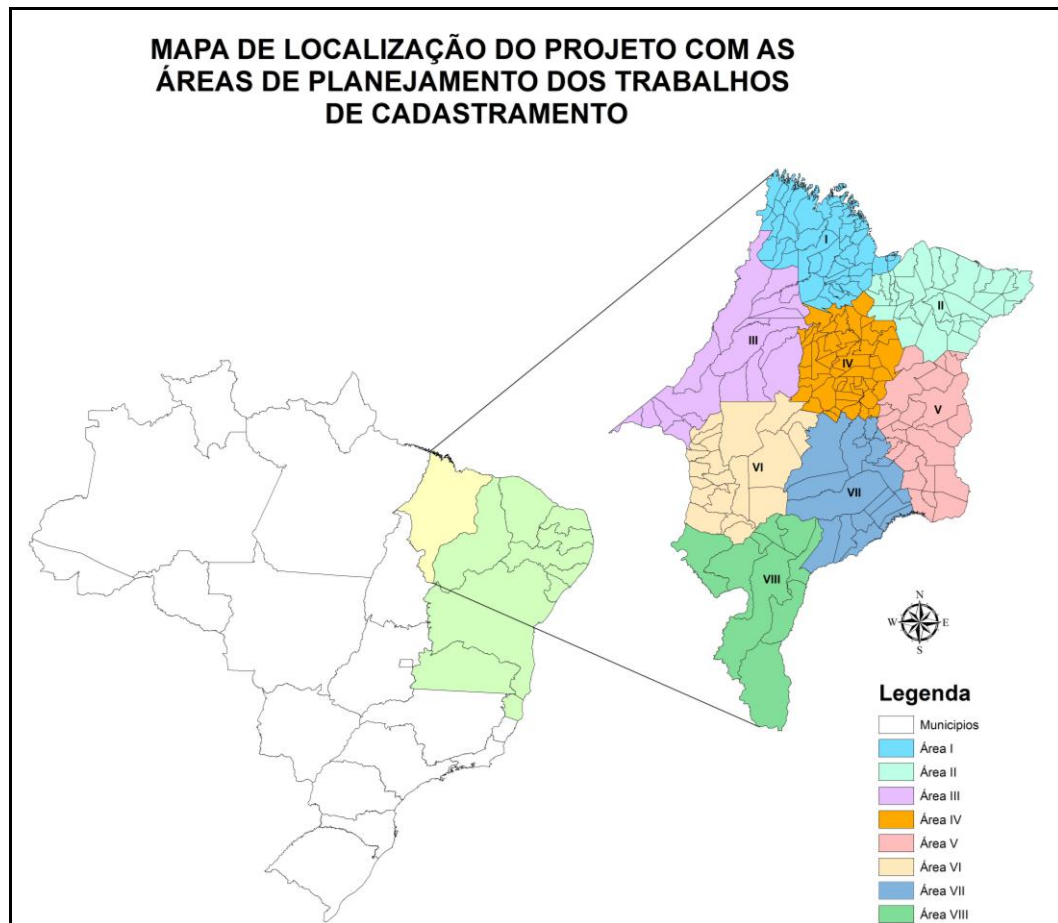 MAPA DE LOCALIZAÇÃO DO PROJETO COM AS
ÁREAS DE PLANEJAMENTO DOS TRABALHOS
DE CADASTRAMENTO
I
II
III
IV
V
VI
VII
VIII
N
W E
S
Legenda
Municipios
Área I
Área II
Área III
Área IV
Área V
Área VI
Área VII
Área VIII